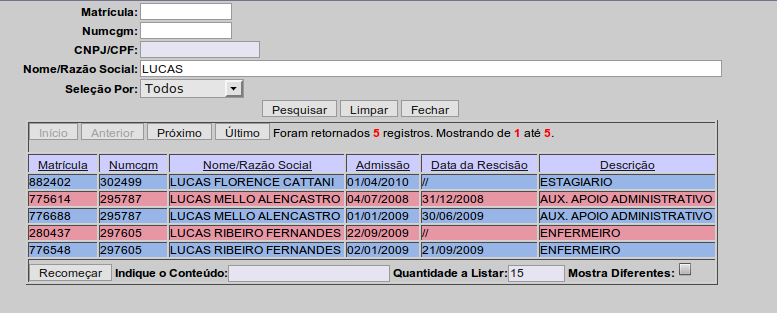 Matrícula:
Numcgm:
CNPJ/CPF:
Nome/Razão Social: LUCAS
Seleção Por: Todos
Pesquisar Limpar Fechar
Início Anterior Próximo Último Foram retornados 5 registros. Mostrando de 1 até 5.
Matrícula Numcgm Nome/Razão Social Admissão Data da Rescisão Descrição
882402 302499 LUCAS FLORENCE CATTANI 01/04/2010 // ESTAGIARIO
775614 295787 LUCAS MELLO ALENCASTRO 04/07/2008 31/12/2008 AUX. APOIO ADMINISTRATIVO
776688 295787 LUCAS MELLO ALENCASTRO 01/01/2009 30/06/2009 AUX. APOIO ADMINISTRATIVO
280437 297605 LUCAS RIBEIRO FERNANDES 22/09/2009 // ENFERMEIRO
776548 297605 LUCAS RIBEIRO FERNANDES 02/01/2009 21/09/2009 ENFERMEIRO
Recomeçar Indique o Conteúdo: Quantidade a Listar: 15 Mostra Diferentes: